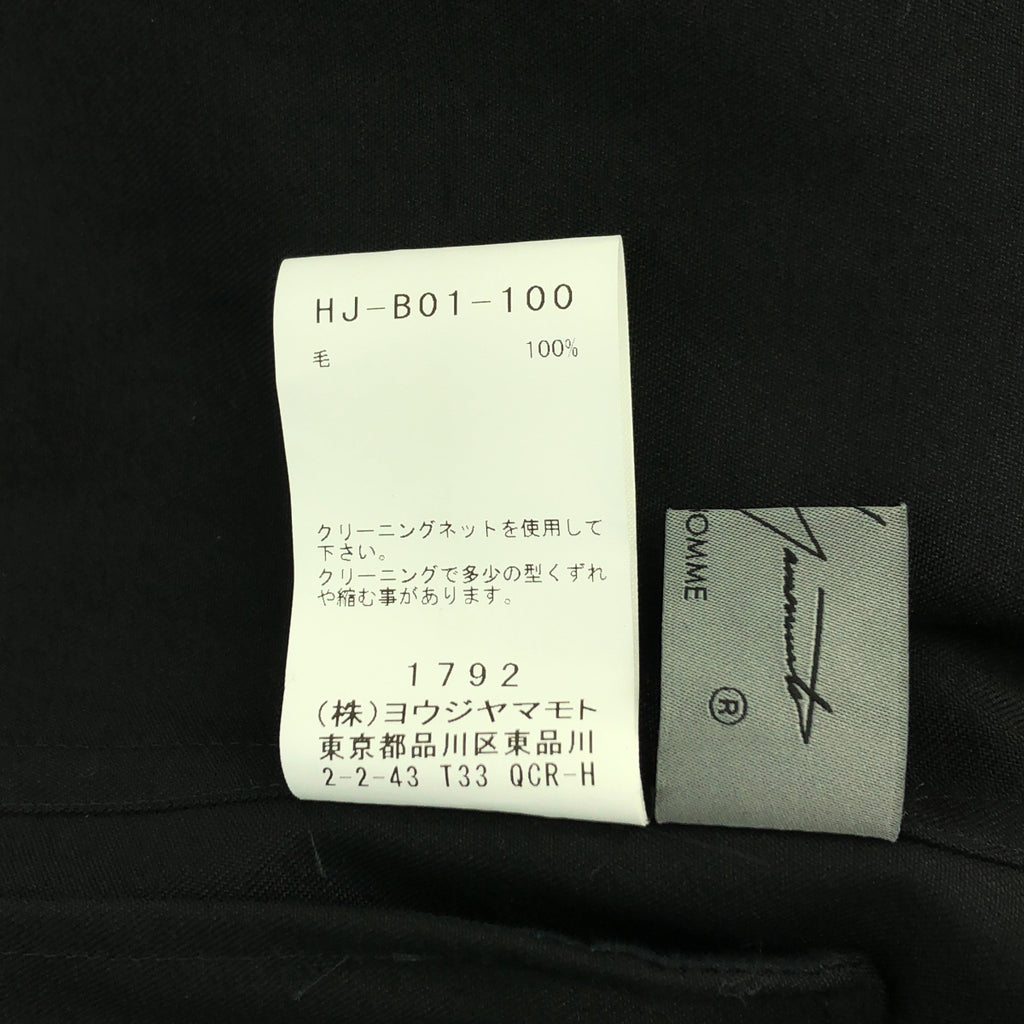 HJ-B01-100
毛 100%
クリーニングネットを使用して
下さい。
クリーニングで多少の型くずれ
や縮む事があります。
1792
(株)ヨウジヤマモト
東京都品川区東品川
2-2-43 T33 QCR-H
Yamamoto
OMME
®